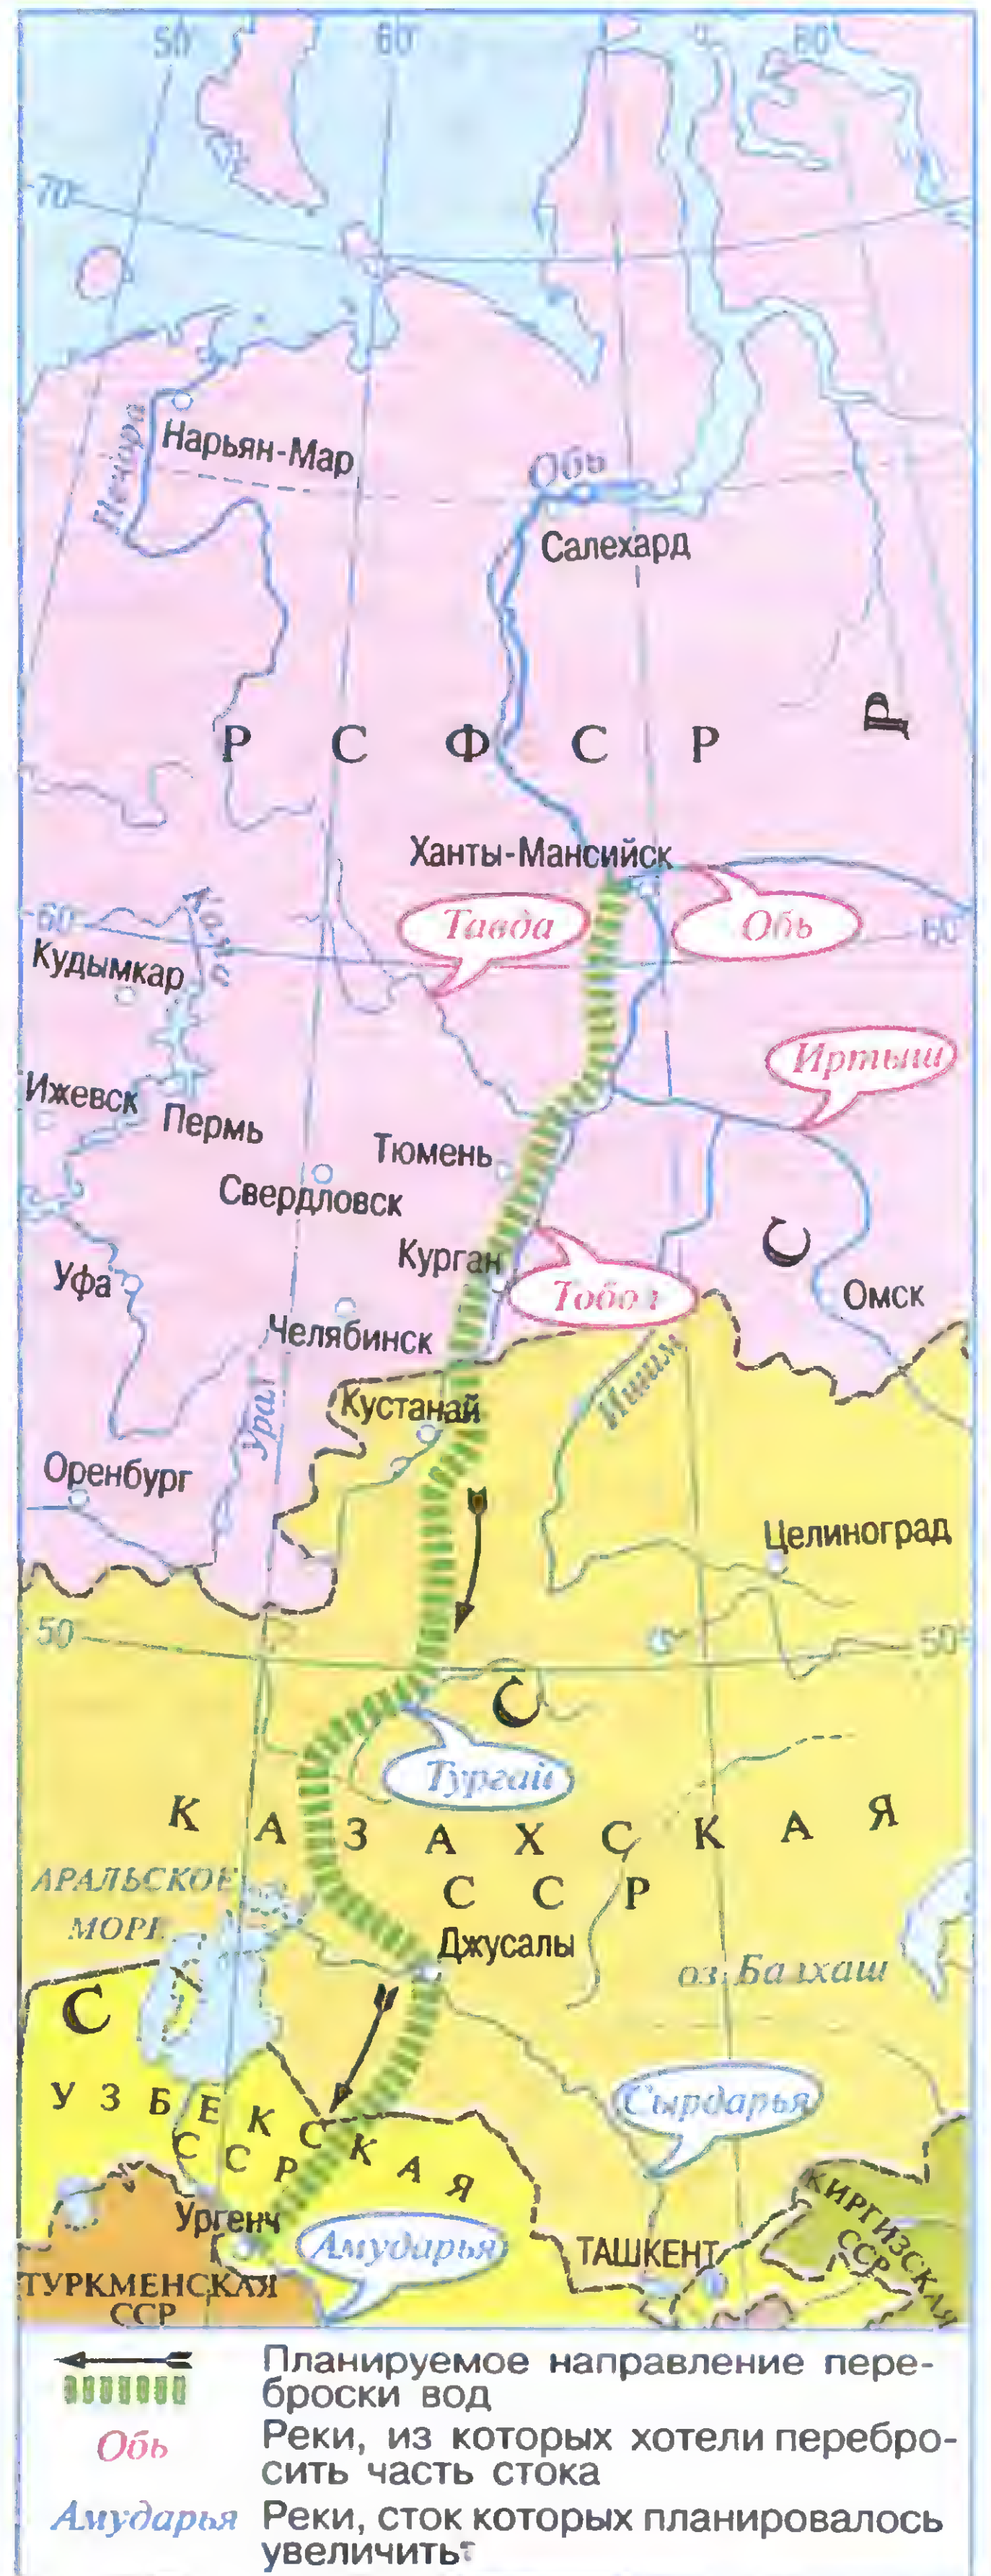 50
60
80
70
Печора
Нарьян-Мар
Обь
Салехард
Р
Р С Ф С Р
Ханты-Мансийск
60
Тавда
Обь
60
Кама
Кудымкар
Иртыш
Ижевск
Пермь
Тюмень
Свердловск
Курган
С
Уфа
Омск
Челябинск
Ишим
Кустанай
Урал
Оренбург
Целиноград
50
50
С
Тургай
К А З А Х С К А Я
С С Р
АРАЛЬСКОЕ
МОРЕ
Джусалы
оз. Балхаш
С
У З Б Е К С К А Я
С С Р
Сырдарья
КИРГИЗСКАЯ
ССР
Ургенч
Амударья
ТАШКЕНТ
ТУРКМЕНСКАЯ
ССР
Планируемое направление пере-
броски вод
Обь
Реки, из которых хотели перебро-
сить часть стока
Амударья
Реки, сток которых планировалось
увеличить